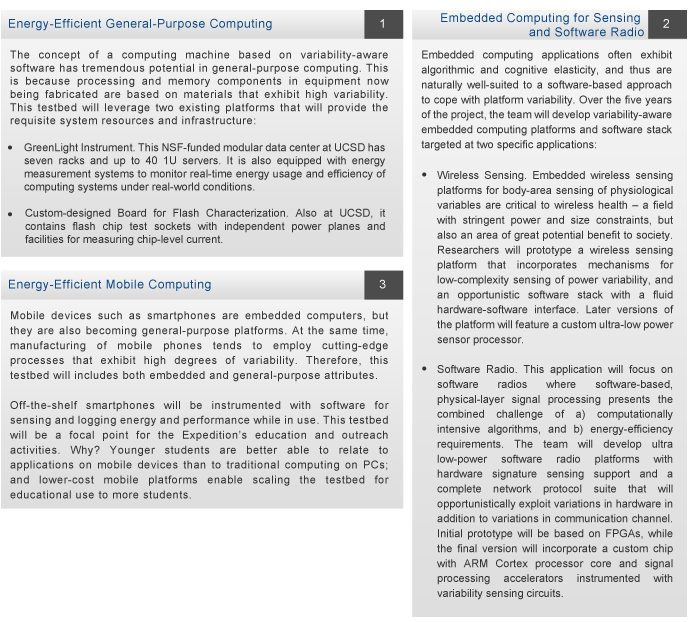 Energy-Efficient General-Purpose Computing
1
The concept of a computing machine based on variability-aware
software has tremendous potential in general-purpose computing. This
is because processing and memory components in equipment now
being fabricated are based on materials that exhibit high variability.
This testbed will leverage two existing platforms that will provide the
requisite system resources and infrastructure:
• GreenLight Instrument. This NSF-funded modular data center at UCSD has
seven racks and up to 40 1U servers. It is also equipped with energy
measurement systems to monitor real-time energy usage and efficiency of
computing systems under real-world conditions.
• Custom-designed Board for Flash Characterization. Also at UCSD, it
contains flash chip test sockets with independent power planes and
facilities for measuring chip-level current.
Embedded Computing for Sensing
and Software Radio
2
Embedded computing applications often exhibit
algorithmic and cognitive elasticity, and thus are
naturally well-suited to a software-based approach
to cope with platform variability. Over the five years
of the project, the team will develop variability-aware
embedded computing platforms and software stack
targeted at two specific applications:
• Wireless Sensing. Embedded wireless sensing
platforms for body-area sensing of physiological
variables are critical to wireless health – a field
with stringent power and size constraints, but
also an area of great potential benefit to society.
Researchers will prototype a wireless sensing
platform that incorporates mechanisms for
low-complexity sensing of power variability, and
an opportunistic software stack with a fluid
hardware-software interface. Later versions of
the platform will feature a custom ultra-low power
sensor processor.
• Software Radio. This application will focus on
software radios where software-based,
physical-layer signal processing presents the
combined challenge of a) computationally
intensive algorithms, and b) energy-efficiency
requirements. The team will develop ultra
low-power software radio platforms with
hardware signature sensing support and a
complete network protocol suite that will
opportunistically exploit variations in hardware in
addition to variations in communication channel.
Initial prototype will be based on FPGAs, while
the final version will incorporate a custom chip
with ARM Cortex processor core and signal
processing accelerators instrumented with
variability sensing circuits.
Energy-Efficient Mobile Computing
3
Mobile devices such as smartphones are embedded computers, but
they are also becoming general-purpose platforms. At the same time,
manufacturing of mobile phones tends to employ cutting-edge
processes that exhibit high degrees of variability. Therefore, this
testbed will includes both embedded and general-purpose attributes.
Off-the-shelf smartphones will be instrumented with software for
sensing and logging energy and performance while in use. This testbed
will be a focal point for the Expedition's education and outreach
activities. Why? Younger students are better able to relate to
applications on mobile devices than to traditional computing on PCs;
and lower-cost mobile platforms enable scaling the testbed for
educational use to more students.